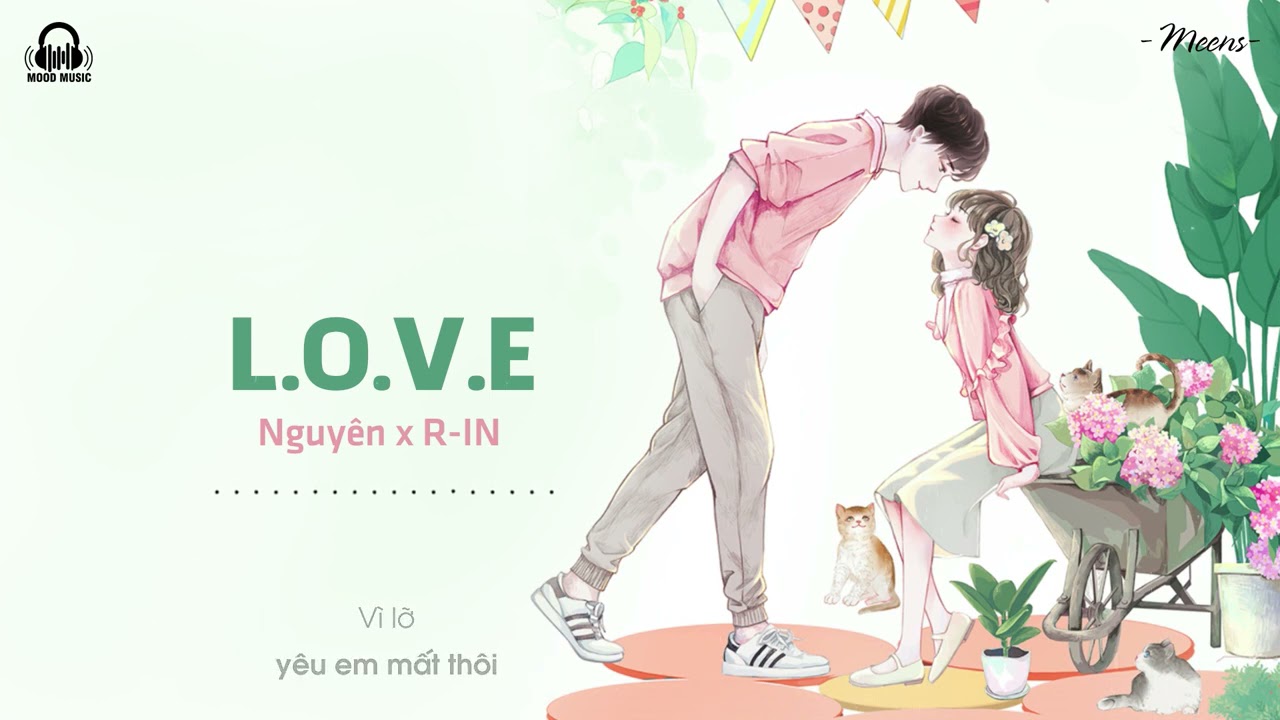 MOOD MUSIC
- Meens -
L.O.V.E
Nguyên x R-IN
Vì lỡ
yêu em mất thôi